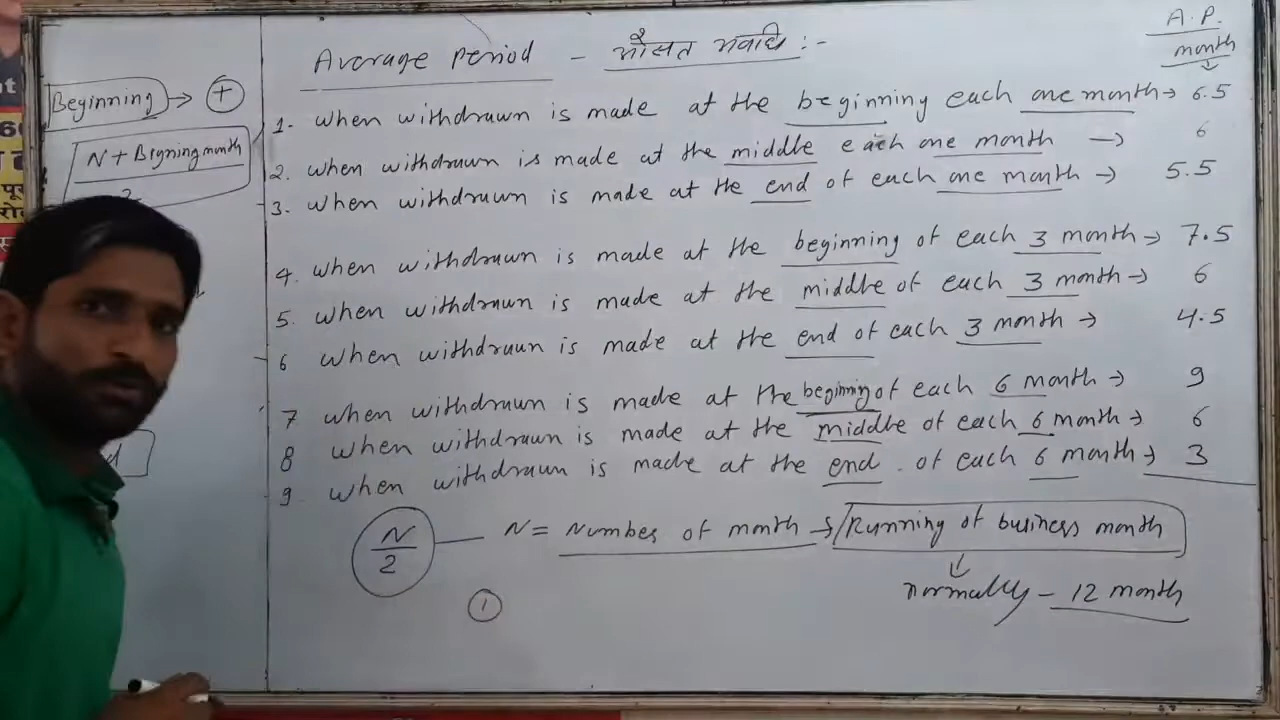 A.P.
month
Average Period - औसत अवधि :-
Beginning → +
N + Bigning month
2
1. when withdrawn is made at the beginning each one month → 6.5
2. when withdrawn is made at the middle each one month → 6
3. when withdrawn is made at the end of each one month → 5.5
4. when withdrawn is made at the beginning of each 3 month → 7.5
5. when withdrawn is made at the middle of each 3 month → 6
6 when withdrawn is made at the end of each 3 month → 4.5
7 when withdrawn is made at the beginnig of each 6 month → 9
8 when withdrawn is made at the middle of each 6 month → 6
9 when withdrawn is made at the end . of each 6 month → 3
N/2 — N = Number of month → Running of business month
normally - 12 month
1